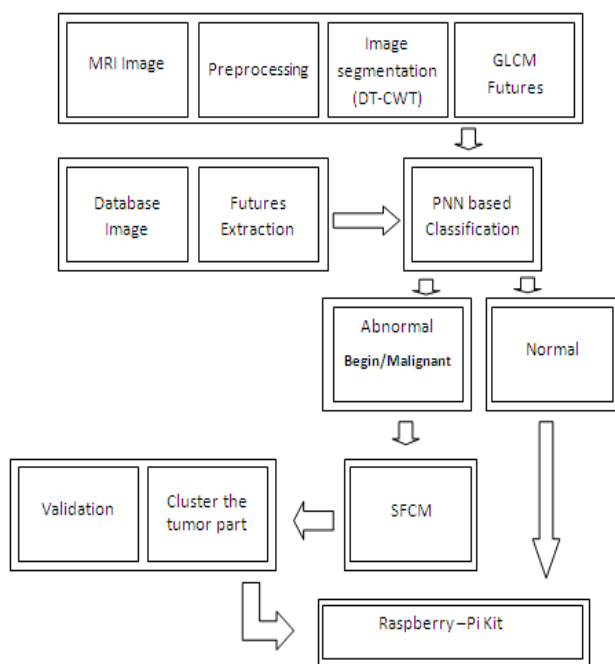 MRI Image
Preprocessing
Image
segmentation
(DT-CWT)
GLCM
Futures
Database
Image
Futures
Extraction
PNN based
Classification
Abnormal
Begin/Malignant
Normal
Validation
Cluster the
tumor part
SFCM
Raspberry –Pi Kit